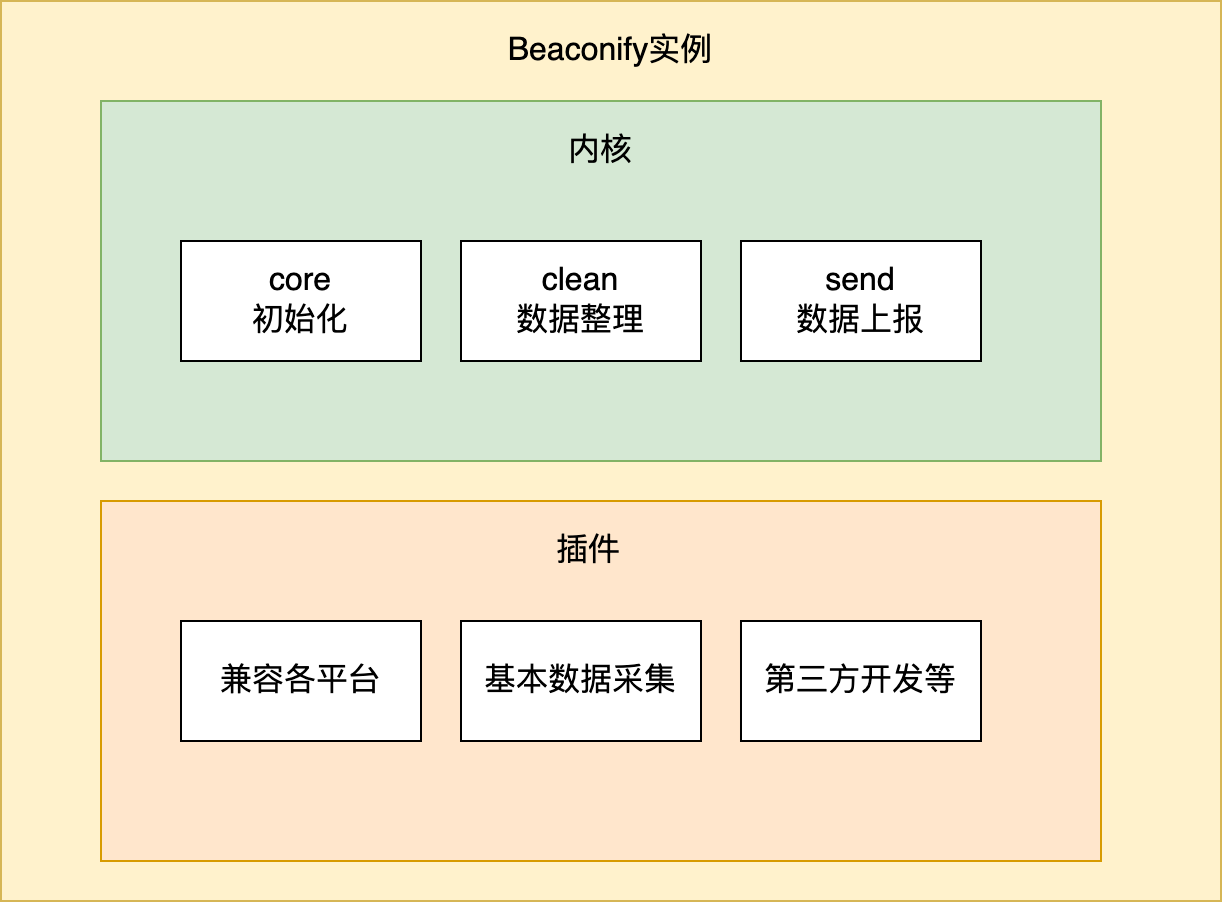 Beaconify实例
内核
core
初始化
clean
数据整理
send
数据上报
插件
兼容各平台
基本数据采集
第三方开发等